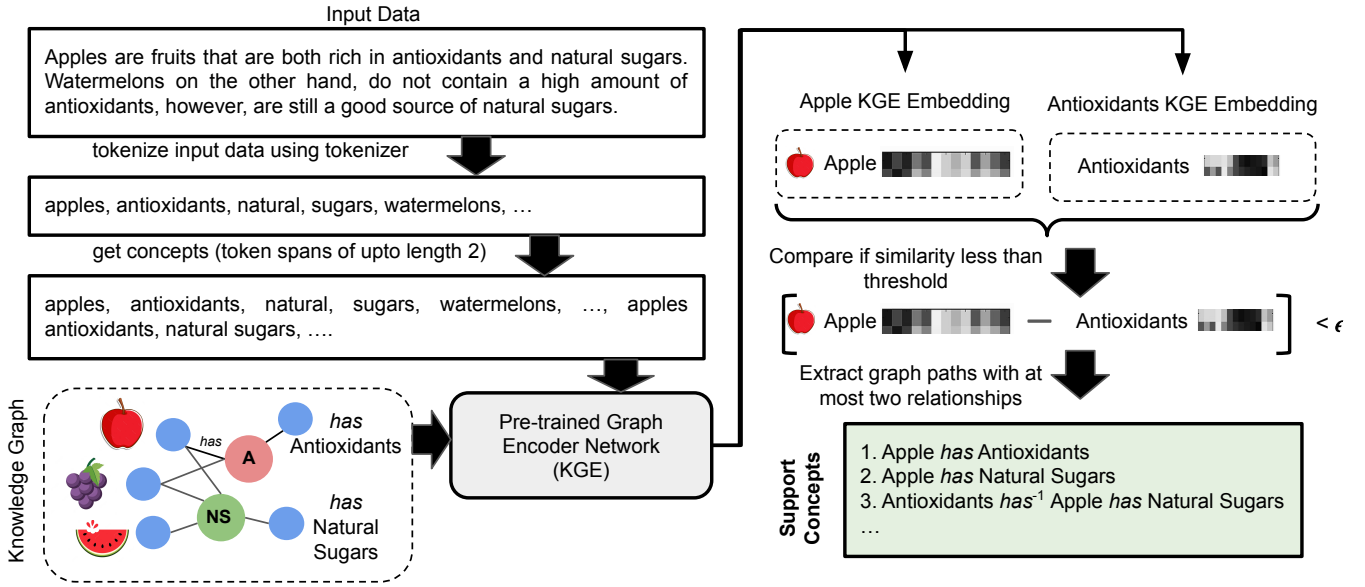 Input Data
Apples are fruits that are both rich in antioxidants and natural sugars.
Watermelons on the other hand, do not contain a high amount of
antioxidants, however, are still a good source of natural sugars.
tokenize input data using tokenizer
apples, antioxidants, natural, sugars, watermelons, …
get concepts (token spans of upto length 2)
apples, antioxidants, natural, sugars, watermelons, …, apples
antioxidants, natural sugars, ….
Knowledge Graph
has
A
NS
has
Antioxidants
has
Natural
Sugars
Pre-trained Graph
Encoder Network
(KGE)
Apple KGE Embedding
Antioxidants KGE Embedding
Apple
Antioxidants
Compare if similarity less than
threshold
Apple
—
Antioxidants
< ϵ
Extract graph paths with at
most two relationships
Support
Concepts
1. Apple has Antioxidants
2. Apple has Natural Sugars
3. Antioxidants has⁻¹ Apple has Natural Sugars
…